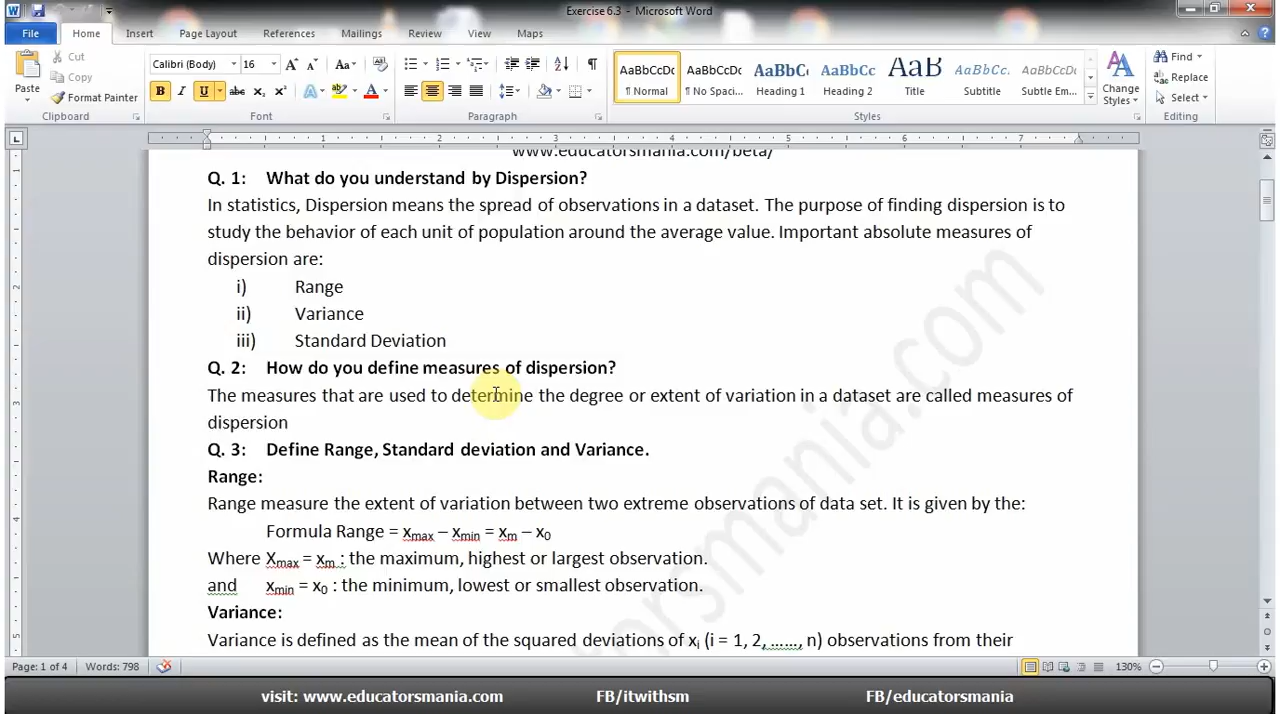 Exercise 6.3 - Microsoft Word
File Home Insert Page Layout References Mailings Review View Maps
Cut
Copy
Format Painter
Paste
Clipboard
Calibri (Body) 16
Font
Paragraph
AaBbCcDc AaBbCcDc AaBbC AaBbCc AaB AaBbCc. AaBbCcDc
¶ Normal ¶ No Spaci... Heading 1 Heading 2 Title Subtitle Subtle Em...
Change Styles
Styles
Find
Replace
Select
Editing
www.educatorsmania.com/beta/
Q. 1: What do you understand by Dispersion?
In statistics, Dispersion means the spread of observations in a dataset. The purpose of finding dispersion is to
study the behavior of each unit of population around the average value. Important absolute measures of
dispersion are:
i) Range
ii) Variance
iii) Standard Deviation
Q. 2: How do you define measures of dispersion?
The measures that are used to determine the degree or extent of variation in a dataset are called measures of
dispersion
Q. 3: Define Range, Standard deviation and Variance.
Range:
Range measure the extent of variation between two extreme observations of data set. It is given by the:
Formula Range = xmax – xmin = xm – x0
Where Xmax = xm : the maximum, highest or largest observation.
and xmin = x0 : the minimum, lowest or smallest observation.
Variance:
Variance is defined as the mean of the squared deviations of xi (i = 1, 2, ....., n) observations from their
orsmania.com
Page: 1 of 4 Words: 798 130%
visit: www.educatorsmania.com FB/itwithsm FB/educatorsmania